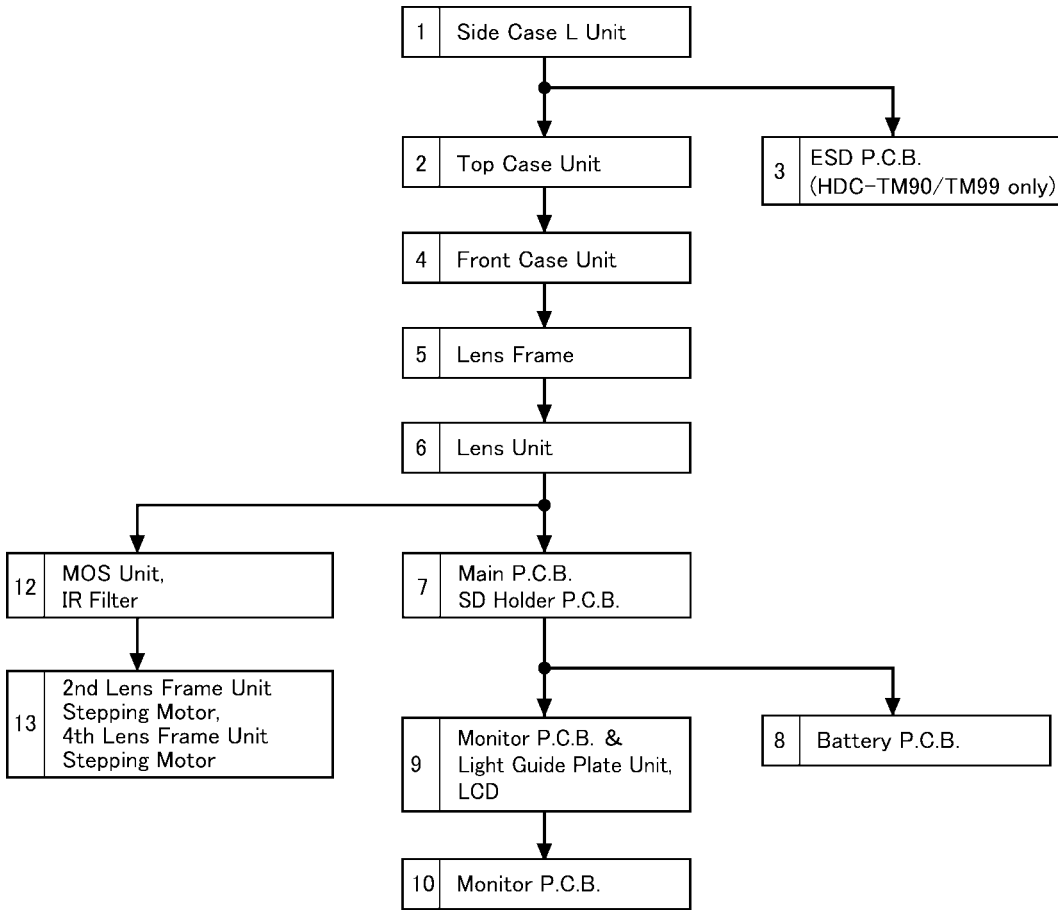 1 Side Case L Unit
2 Top Case Unit
3 ESD P.C.B.
(HDC-TM90/TM99 only)
4 Front Case Unit
5 Lens Frame
6 Lens Unit
12 MOS Unit,
IR Filter
7 Main P.C.B.
SD Holder P.C.B.
13 2nd Lens Frame Unit
Stepping Motor,
4th Lens Frame Unit
Stepping Motor
9 Monitor P.C.B. &
Light Guide Plate Unit,
LCD
8 Battery P.C.B.
10 Monitor P.C.B.